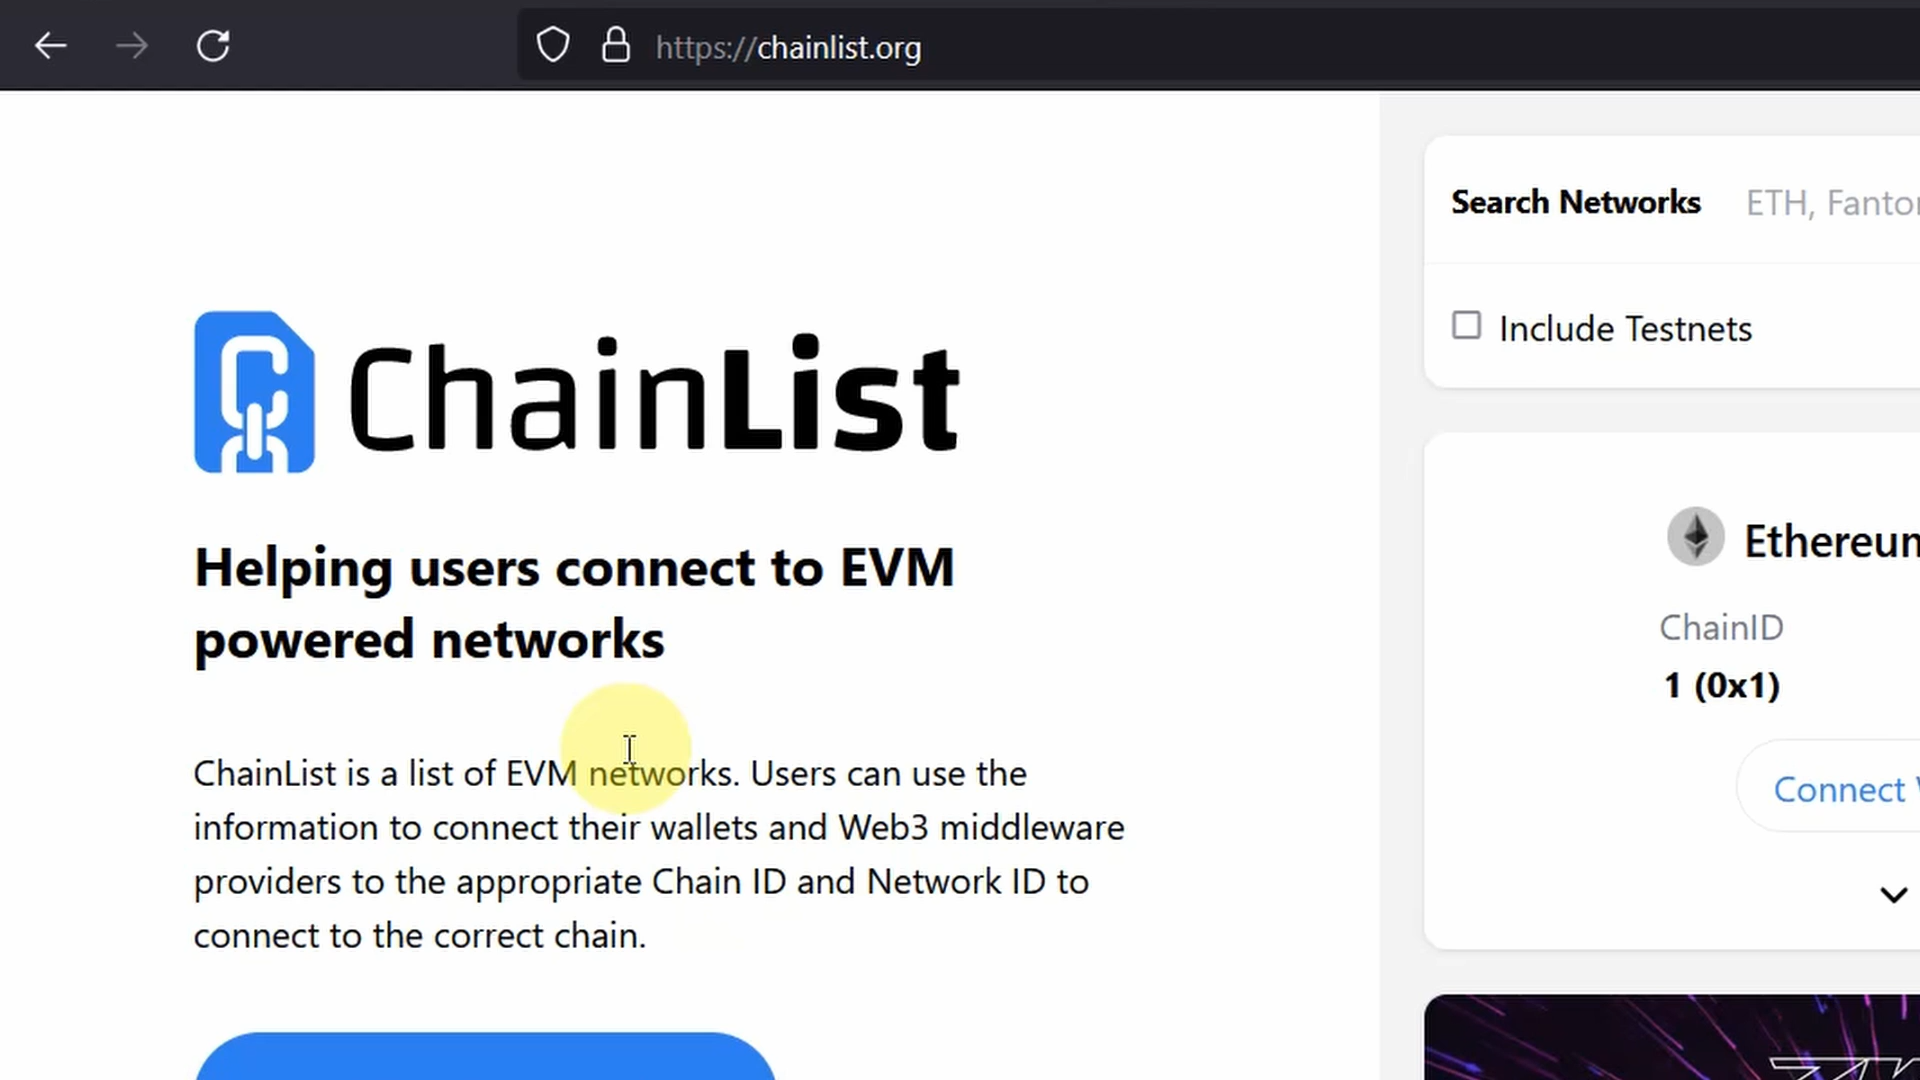 https://chainlist.org
ChainList
Helping users connect to EVM
powered networks
ChainList is a list of EVM networks. Users can use the
information to connect their wallets and Web3 middleware
providers to the appropriate Chain ID and Network ID to
connect to the correct chain.
Search Networks ETH,
Include Testnets
ChainID
1 (0x1)
Connect